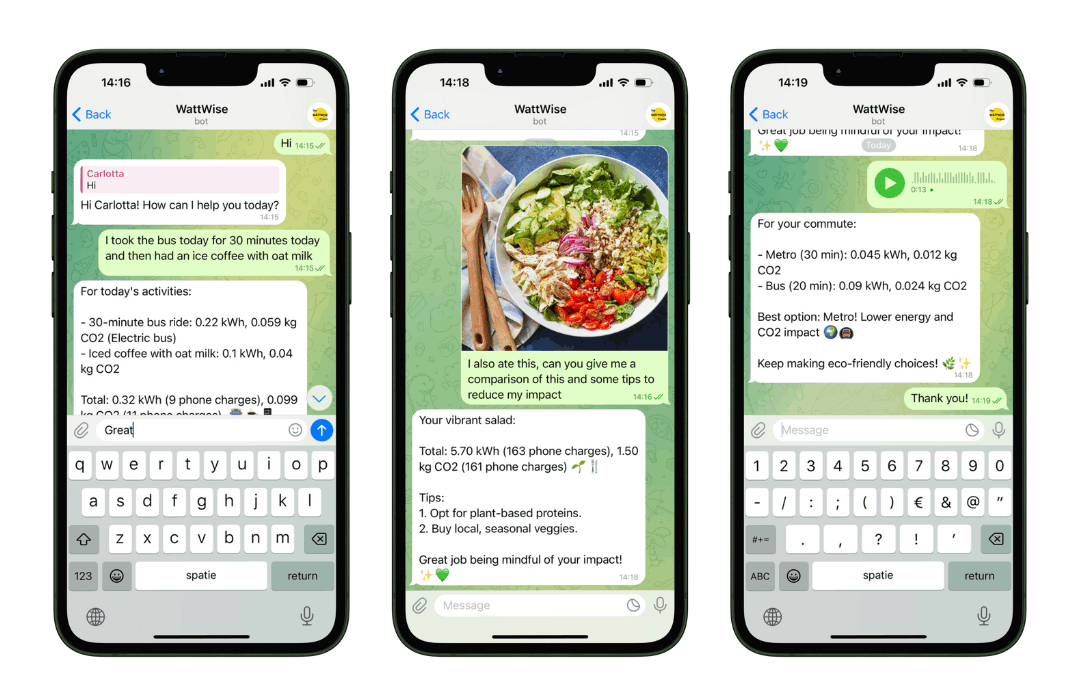 14:16
Back
WattWise
bot
Hi 14:15
Carlotta
Hi
Hi Carlotta! How can I help you today?
14:15
I took the bus today for 30 minutes today
and then had an ice coffee with oat milk
14:15
For today's activities:
- 30-minute bus ride: 0.22 kWh, 0.059 kg
CO2 (Electric bus)
- Iced coffee with oat milk: 0.1 kWh, 0.04
kg CO2
Total: 0.32 kWh (9 phone charges), 0.099
kg CO2 (11 phone charges),
Great
q w e r t y u i o p
a s d f g h j k l
z x c v b n m
123
spatie
return
14:18
Back
WattWise
bot
14:15
I also ate this, can you give me a
comparison of this and some tips to
reduce my impact
14:16
Your vibrant salad:
Total: 5.70 kWh (163 phone charges), 1.50
kg CO2 (161 phone charges) 🌱🍴
Tips:
1. Opt for plant-based proteins.
2. Buy local, seasonal veggies.
Great job being mindful of your impact!
✨💚
14:18
Message
14:19
Back
WattWise
bot
Great job being mindful of your impact!
✨💚
Today
14:18
0:13
14:18
For your commute:
- Metro (30 min): 0.045 kWh, 0.012 kg
CO2
- Bus (20 min): 0.09 kWh, 0.024 kg CO2
Best option: Metro! Lower energy and
CO2 impact 🌍🚇
Keep making eco-friendly choices! 🌿✨
14:18
Thank you! 14:19
Message
1 2 3 4 5 6 7 8 9 0
- / : ; ( ) € & @ "
#+= . , ? ! '
ABC
spatie
return